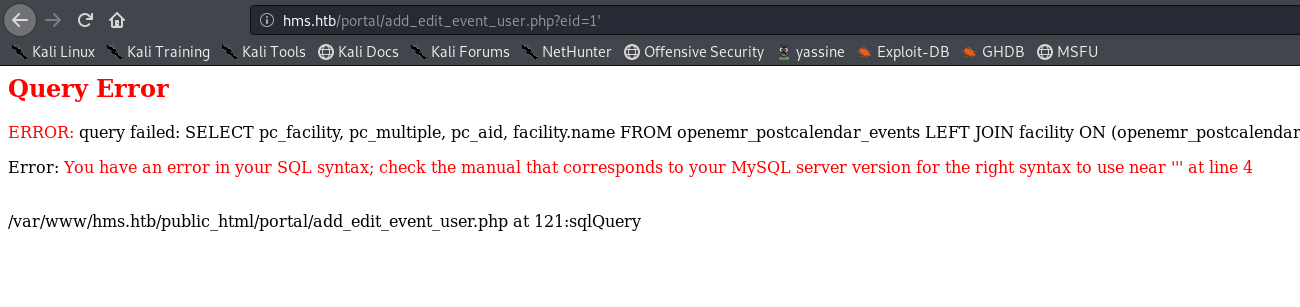 hms.htb/portal/add_edit_event_user.php?eid=1'
Kali Linux Kali Training Kali Tools Kali Docs Kali Forums NetHunter Offensive Security yassine Exploit-DB GHDB MSFU
Query Error
ERROR: query failed: SELECT pc_facility, pc_multiple, pc_aid, facility.name FROM openemr_postcalendar_events LEFT JOIN facility ON (openemr_postcalendar
Error: You have an error in your SQL syntax; check the manual that corresponds to your MySQL server version for the right syntax to use near ''' at line 4
/var/www/hms.htb/public_html/portal/add_edit_event_user.php at 121:sqlQuery